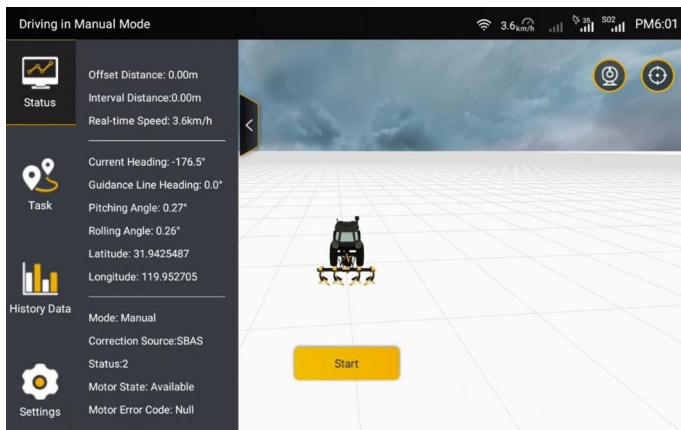 Driving in Manual Mode
3.6km/h
35
S02
PM6:01
Status
Offset Distance: 0.00m
Interval Distance:0.00m
Real-time Speed: 3.6km/h
Task
Current Heading: -176.5°
Guidance Line Heading: 0.0°
Pitching Angle: 0.27°
Rolling Angle: 0.26°
Latitude: 31.9425487
Longitude: 119.952705
History Data
Mode: Manual
Correction Source:SBAS
Status:2
Motor State: Available
Motor Error Code: Null
Settings
Start